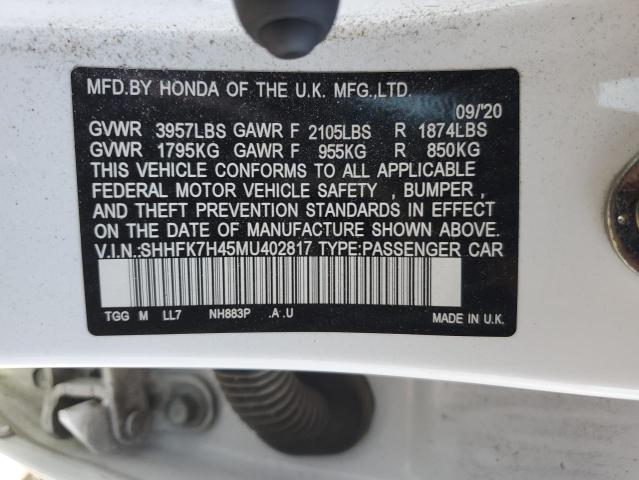 MFD.BY HONDA OF THE U.K. MFG.,LTD.
09/'20
GVWR 3957LBS GAWR F 2105LBS R 1874LBS
GVWR 1795KG GAWR F 955KG R 850KG
THIS VEHICLE CONFORMS TO ALL APPLICABLE
FEDERAL MOTOR VEHICLE SAFETY , BUMPER ,
AND THEFT PREVENTION STANDARDS IN EFFECT
ON THE DATE OF MANUFACTURE SHOWN ABOVE.
V.I.N.:SHHFK7H45MU402817 TYPE:PASSENGER CAR
TGG M LL7 NH883P .A .U MADE IN U.K.